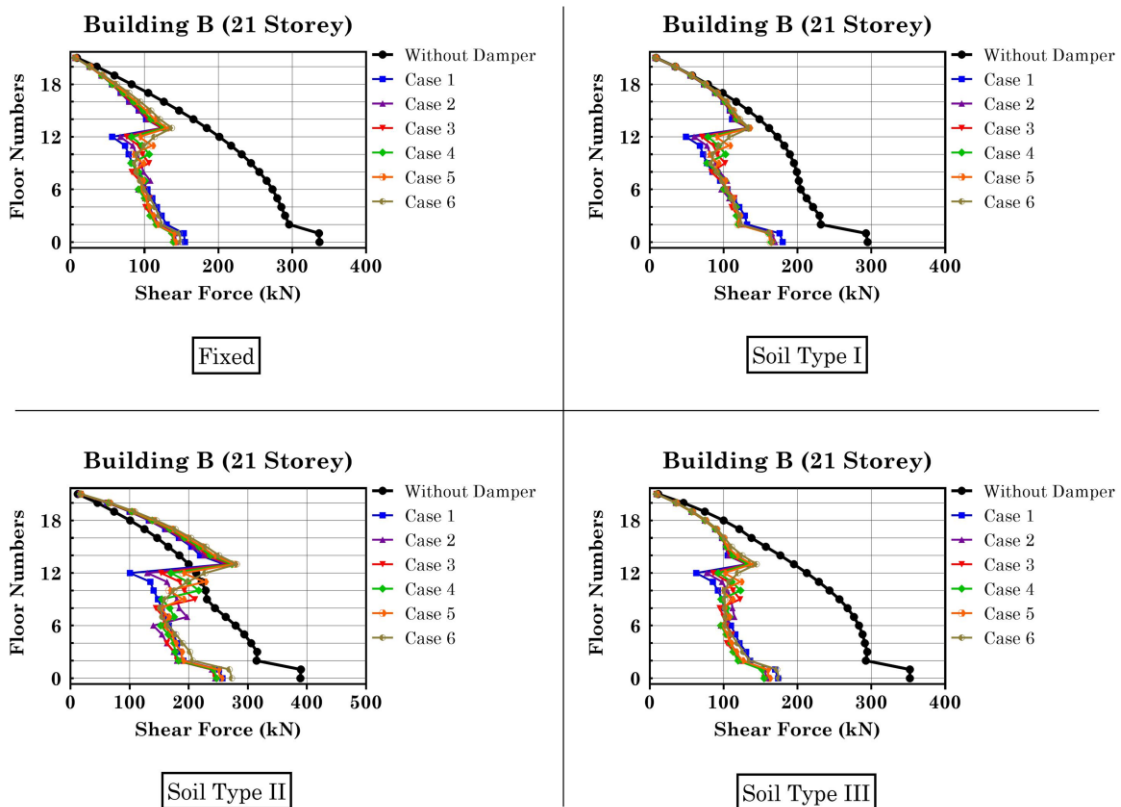 Building B (21 Storey)
Floor Numbers
18
12
6
0
0 100 200 300 400
Shear Force (kN)
Without Damper
Case 1
Case 2
Case 3
Case 4
Case 5
Case 6
Fixed
Building B (21 Storey)
Floor Numbers
18
12
6
0
0 100 200 300 400
Shear Force (kN)
Without Damper
Case 1
Case 2
Case 3
Case 4
Case 5
Case 6
Soil Type I
Building B (21 Storey)
Floor Numbers
18
12
6
0
0 100 200 300 400 500
Shear Force (kN)
Without Damper
Case 1
Case 2
Case 3
Case 4
Case 5
Case 6
Soil Type II
Building B (21 Storey)
Floor Numbers
18
12
6
0
0 100 200 300 400
Shear Force (kN)
Without Damper
Case 1
Case 2
Case 3
Case 4
Case 5
Case 6
Soil Type III